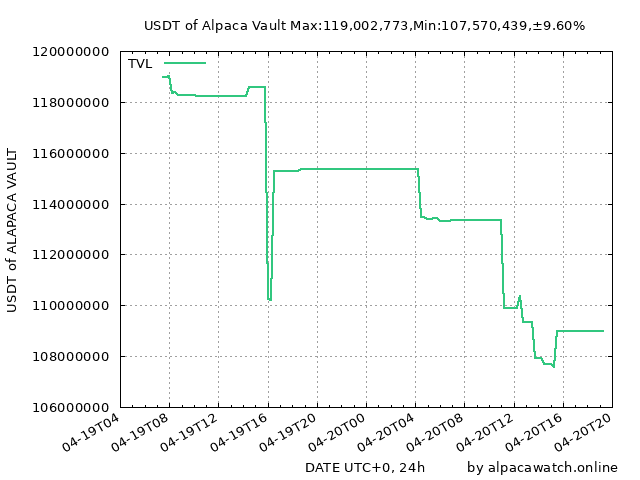 USDT of Alpaca Vault Max:119,002,773,Min:107,570,439,±9.60%
TVL
120000000
118000000
116000000
114000000
112000000
110000000
108000000
106000000
USDT of ALAPACA VAULT
04-19T04
04-19T08
04-19T12
04-19T16
04-19T20
04-20T00
04-20T04
04-20T08
04-20T12
04-20T16
04-20T20
DATE UTC+0, 24h
by alpacawatch.online